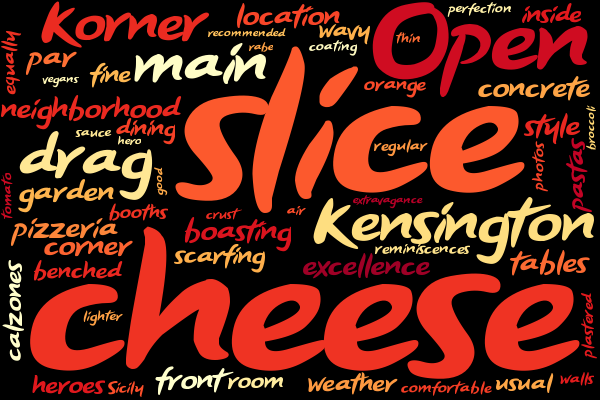 Korner
location
recommended
rabe
wavy
coating
perfection
thin
Open
inside
equally
par
vegans
fine
main
orange
concrete
neighborhood
sauce
dining
hero
slice
regular
style
broccoli
photos
pastas
drag
good
tomato
garden
booths
crust
air
extravagance
Kensington
pizzeria
corner
boasting
scarfing
reminiscences
benched
excellence
tables
calzones
cheese
lighter
plastered
heroes
Sicily
front
room
weather
comfortable
usual
walls